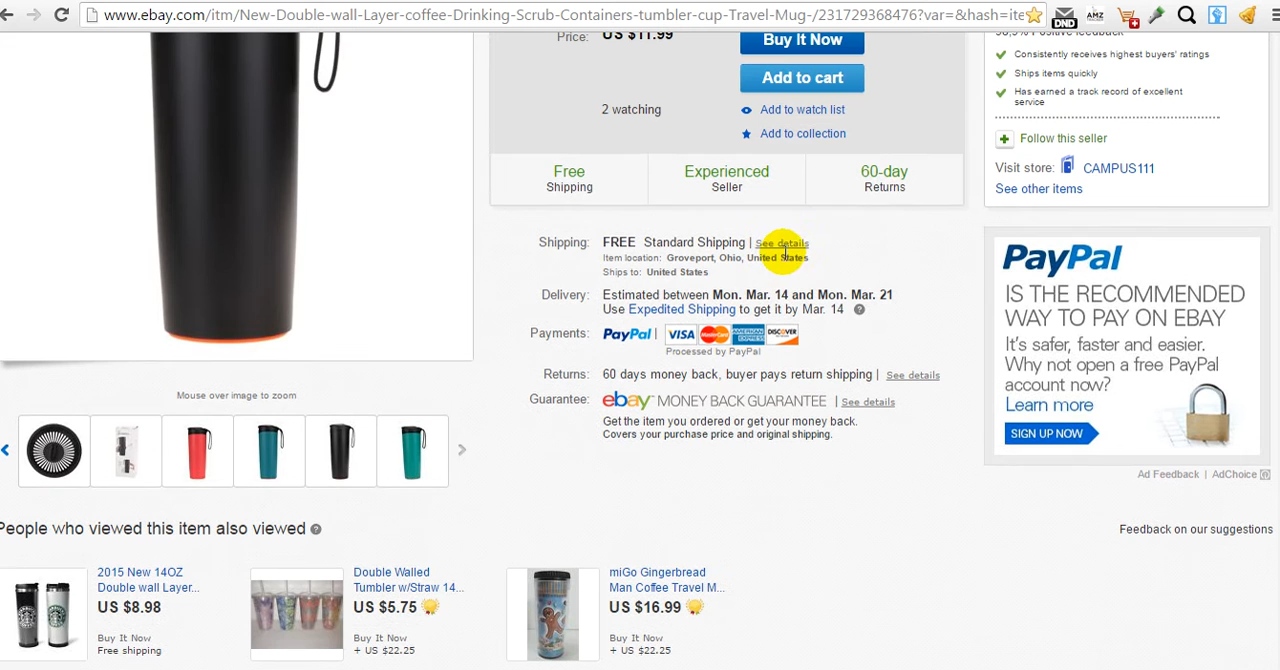 www.ebay.com/itm/New-Double-wall-Layer-coffee-Drinking-Scrub-Containers-tumbler-cup-Travel-Mug-/231729368476?var=&hash=ite
DND
AMZ
Price: US $11.99
Buy It Now
Add to cart
2 watching
Add to watch list
Add to collection
Free
Shipping
Experienced
Seller
60-day
Returns
Positive feedback
Consistently receives highest buyers' ratings
Ships items quickly
Has earned a track record of excellent
service
Follow this seller
Visit store: CAMPUS111
See other items
Shipping: FREE Standard Shipping | See details
Item location: Groveport, Ohio, United States
Ships to: United States
Delivery: Estimated between Mon. Mar. 14 and Mon. Mar. 21
Use Expedited Shipping to get it by Mar. 14
Payments: PayPal | VISA MasterCard AMERICAN EXPRESS DISCOVER
Processed by PayPal
Returns: 60 days money back, buyer pays return shipping | See details
Guarantee: ebay MONEY BACK GUARANTEE | See details
Get the item you ordered or get your money back.
Covers your purchase price and original shipping.
PayPal
IS THE RECOMMENDED
WAY TO PAY ON EBAY
It's safer, faster and easier.
Why not open a free PayPal
account now?
Learn more
SIGN UP NOW
Ad Feedback | AdChoice
Mouse over image to zoom
People who viewed this item also viewed
Feedback on our suggestions
2015 New 14OZ
Double wall Layer...
US $8.98
Buy It Now
Free shipping
Double Walled
Tumbler w/Straw 14...
US $5.75
Buy It Now
+ US $22.25
miGo Gingerbread
Man Coffee Travel M...
US $16.99
Buy It Now
+ US $22.25